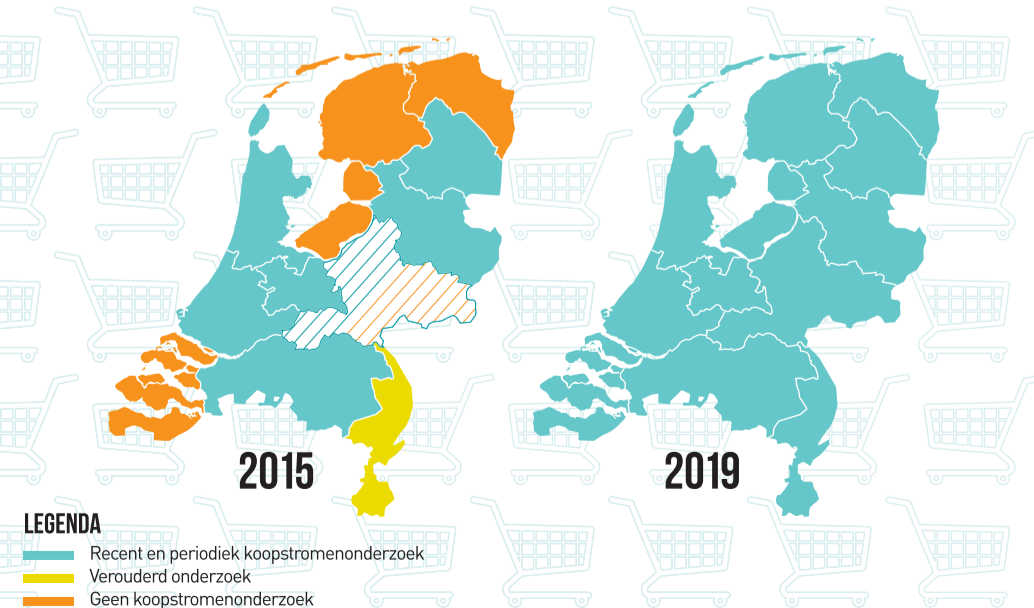 2015
2019
LEGENDA
Recent en periodiek koopstromenonderzoek
Verouderd onderzoek
Geen koopstromenonderzoek